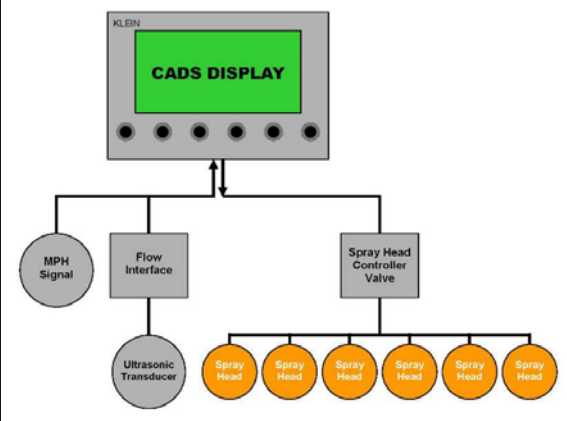 KLEIN
CADS DISPLAY
MPH
Signal
Flow
Interface
Spray Head
Controller
Valve
Ultrasonic
Transducer
Spray
Head
Spray
Head
Spray
Head
Spray
Head
Spray
Head
Spray
Head